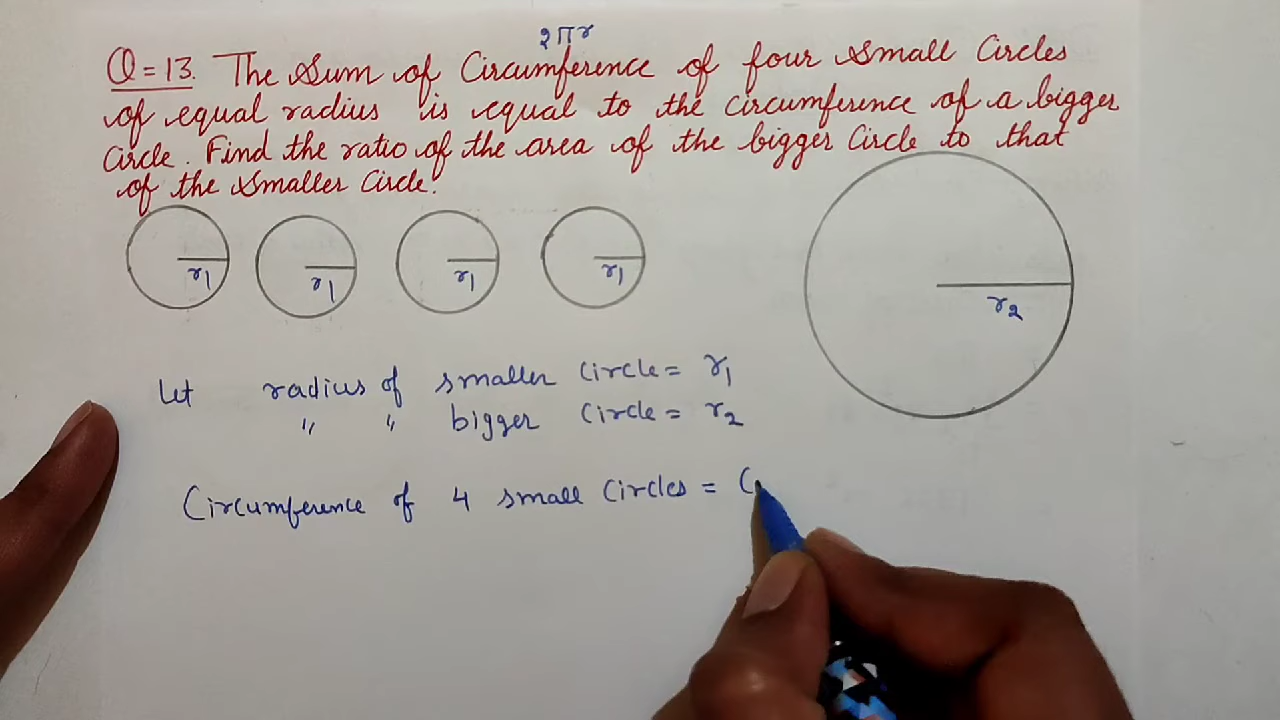 2πr
Q=13. The Sum of Circumference of four Small Circles
of equal radius is equal to the circumference of a bigger
Circle. Find the ratio of the area of the bigger Circle to that
of the Smaller Circle.
r1 r1 r1 r1
r2
Let radius of smaller Circle = r1
" " bigger Circle = r2
Circumference of 4 small Circles = C